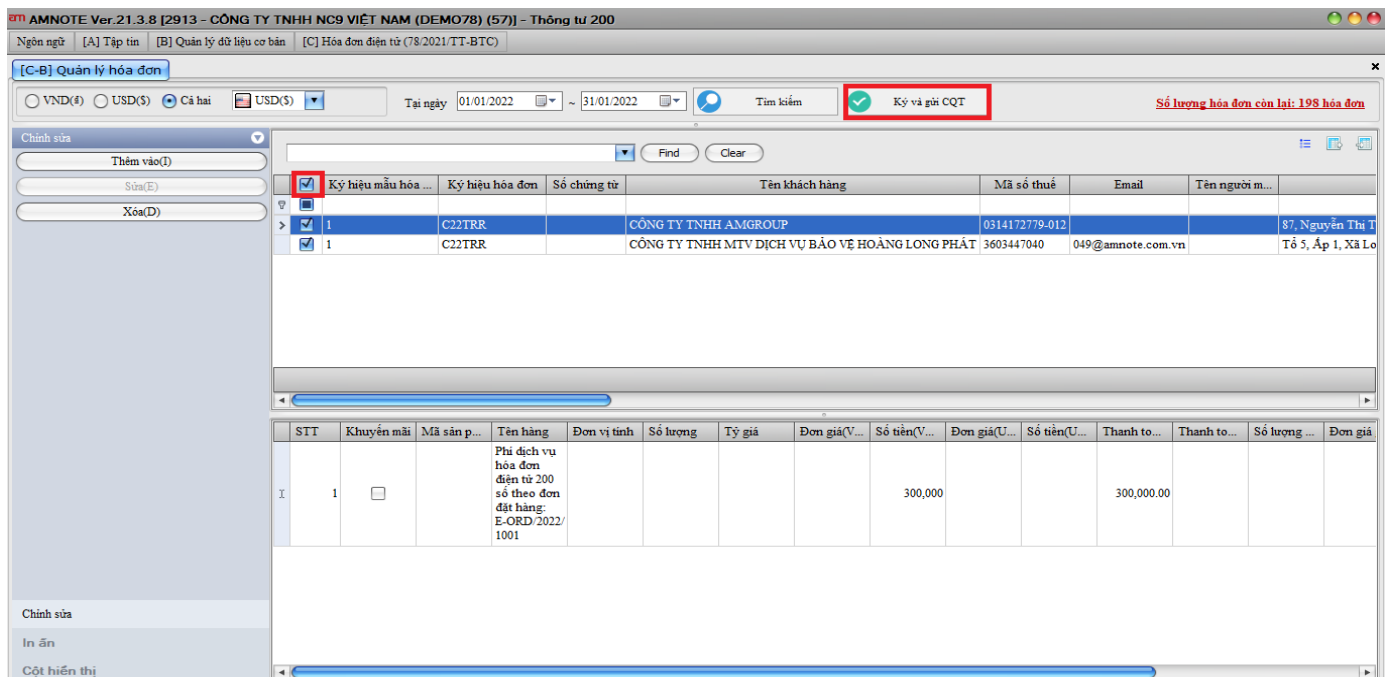 am AMNOTE Ver.21.3.8 [2913 - CÔNG TY TNHH NC9 VIỆT NAM (DEMO78) (57)] - Thông tư 200
Ngôn ngữ [A] Tập tin [B] Quản lý dữ liệu cơ bản [C] Hóa đơn điện tử (78/2021/TT-BTC)
[C-B] Quản lý hóa đơn
VND(₫) USD($) Cả hai USD($) Tại ngày 01/01/2022 ~ 31/01/2022 Tìm kiếm Ký và gửi CQT Số lượng hóa đơn còn lại: 198 hóa đơn
Chỉnh sửa
Thêm vào(I)
Sửa(E)
Xóa(D)
Find Clear
Ký hiệu mẫu hóa ... Ký hiệu hóa đơn Số chứng từ Tên khách hàng Mã số thuế Email Tên người m...
1 C22TRR CÔNG TY TNHH AMGROUP 0314172779-012 87, Nguyễn Thị T
1 C22TRR CÔNG TY TNHH MTV DỊCH VỤ BẢO VỆ HOÀNG LONG PHÁT 3603447040 049@amnote.com.vn Tổ 5, Ấp 1, Xã Lo
STT Khuyến mãi Mã sản p... Tên hàng Đơn vị tính Số lượng Tỷ giá Đơn giá(V... Số tiền(V... Đơn giá(U... Số tiền(U... Thanh to... Thanh to... Số lượng ... Đơn giá
1 Phí dịch vụ 300,000 300,000.00
hóa đơn
điện tử 200
số theo đơn
đặt hàng:
E-ORD/2022/
1001
Chỉnh sửa
In ấn
Cột hiển thị